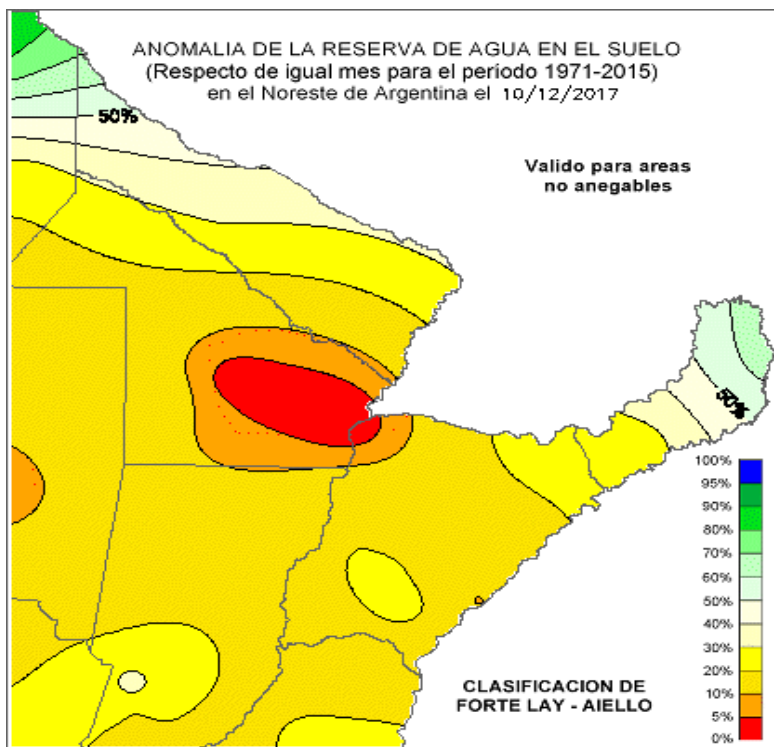 ANOMALIA DE LA RESERVA DE AGUA EN EL SUELO
(Respecto de igual mes para el período 1971-2015)
en el Noreste de Argentina el 10/12/2017
50%
Valido para areas
no anegables
50%
100%
95%
90%
80%
70%
60%
50%
40%
30%
20%
10%
5%
0%
CLASIFICACION DE
FORTE LAY - AIELLO